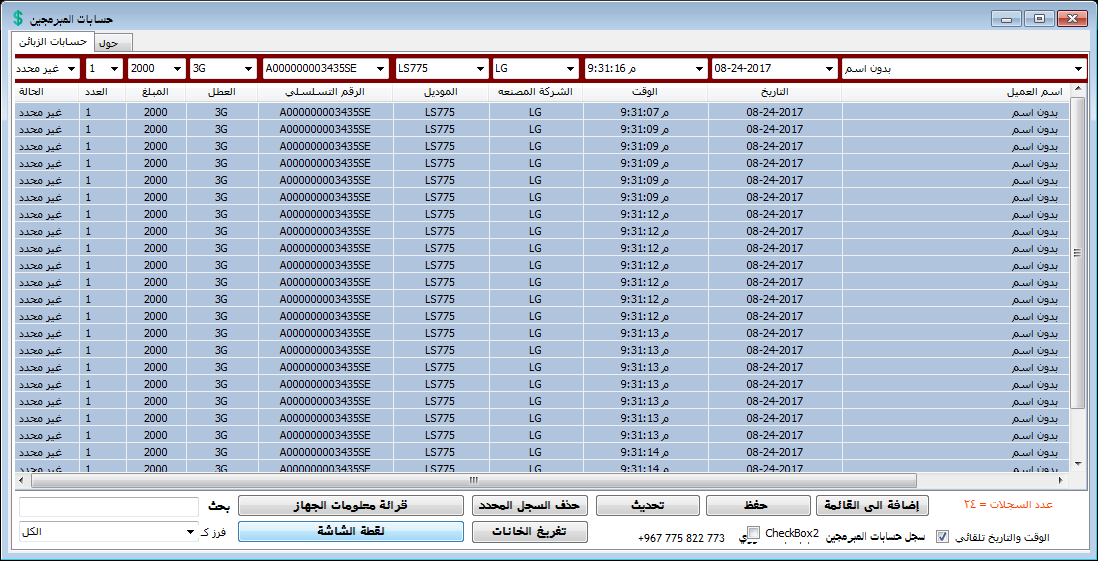 حسابات المبرمجين
حسابات الزبائن
حول
بدون اسم 08-24-2017 9:31:16 م LG LS775 A000000003435SE 3G 2000 1 غير محدد
اسم العميل التاريخ الوقت الشركة المصنعه الموديل الرقم التسلسلي العطل المبلغ العدد الحالة
بدون اسم 08-24-2017 9:31:07 م LG LS775 A000000003435SE 3G 2000 1 غير محدد
بدون اسم 08-24-2017 9:31:09 م LG LS775 A000000003435SE 3G 2000 1 غير محدد
بدون اسم 08-24-2017 9:31:09 م LG LS775 A000000003435SE 3G 2000 1 غير محدد
بدون اسم 08-24-2017 9:31:09 م LG LS775 A000000003435SE 3G 2000 1 غير محدد
بدون اسم 08-24-2017 9:31:09 م LG LS775 A000000003435SE 3G 2000 1 غير محدد
بدون اسم 08-24-2017 9:31:09 م LG LS775 A000000003435SE 3G 2000 1 غير محدد
بدون اسم 08-24-2017 9:31:12 م LG LS775 A000000003435SE 3G 2000 1 غير محدد
بدون اسم 08-24-2017 9:31:12 م LG LS775 A000000003435SE 3G 2000 1 غير محدد
بدون اسم 08-24-2017 9:31:12 م LG LS775 A000000003435SE 3G 2000 1 غير محدد
بدون اسم 08-24-2017 9:31:12 م LG LS775 A000000003435SE 3G 2000 1 غير محدد
بدون اسم 08-24-2017 9:31:12 م LG LS775 A000000003435SE 3G 2000 1 غير محدد
بدون اسم 08-24-2017 9:31:12 م LG LS775 A000000003435SE 3G 2000 1 غير محدد
بدون اسم 08-24-2017 9:31:12 م LG LS775 A000000003435SE 3G 2000 1 غير محدد
بدون اسم 08-24-2017 9:31:13 م LG LS775 A000000003435SE 3G 2000 1 غير محدد
بدون اسم 08-24-2017 9:31:13 م LG LS775 A000000003435SE 3G 2000 1 غير محدد
بدون اسم 08-24-2017 9:31:13 م LG LS775 A000000003435SE 3G 2000 1 غير محدد
بدون اسم 08-24-2017 9:31:13 م LG LS775 A000000003435SE 3G 2000 1 غير محدد
بدون اسم 08-24-2017 9:31:13 م LG LS775 A000000003435SE 3G 2000 1 غير محدد
بدون اسم 08-24-2017 9:31:13 م LG LS775 A000000003435SE 3G 2000 1 غير محدد
بدون اسم 08-24-2017 9:31:13 م LG LS775 A000000003435SE 3G 2000 1 غير محدد
بدون اسم 08-24-2017 9:31:14 م LG LS775 A000000003435SE 3G 2000 1 غير محدد
بدون اسم 08-24-2017 9:31:14 م LG LS775 A000000003435SE 3G 2000 1 غير محدد
عدد السجلات = ٢٤ إضافة الى القائمة حفظ تحديث حذف السجل المحدد قرائة معلومات الجهاز بحث
الوقت والتاريخ تلقائي سجل حسابات المبرمجين CheckBox2 +967 775 822 773 تفريغ الخانات لقطة الشاشة فرز كـ الكل